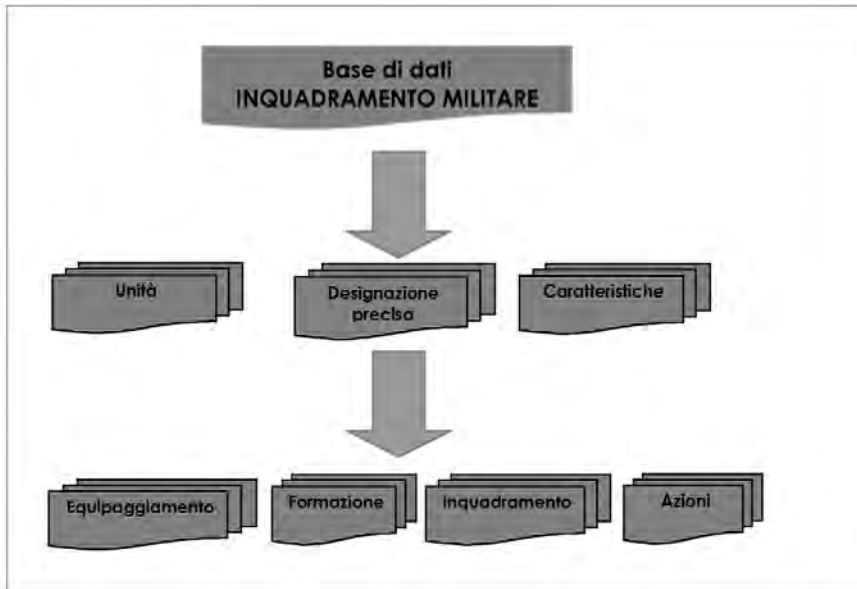 Base di dati
INQUADRAMENTO MILITARE
Unità
Designazione
precisa
Caratteristiche
Equipaggiamento
Formazione
Inquadramento
Azioni